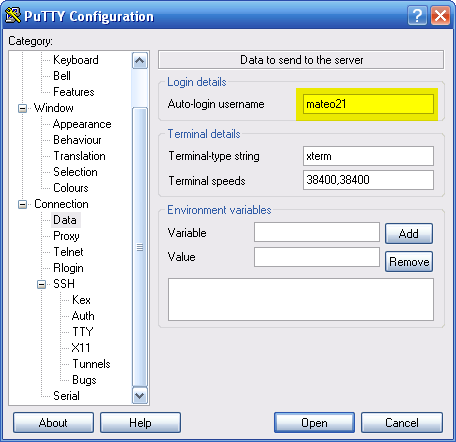 PuTTY Configuration
Category:
Keyboard
Bell
Features
Window
Appearance
Behaviour
Translation
Selection
Colours
Connection
Data
Proxy
Telnet
Rlogin
SSH
Kex
Auth
TTY
X11
Tunnels
Bugs
Serial
Data to send to the server
Login details
Auto-login username mateo21
Terminal details
Terminal-type string xterm
Terminal speeds 38400,38400
Environment variables
Variable Add
Value Remove
About Help Open Cancel